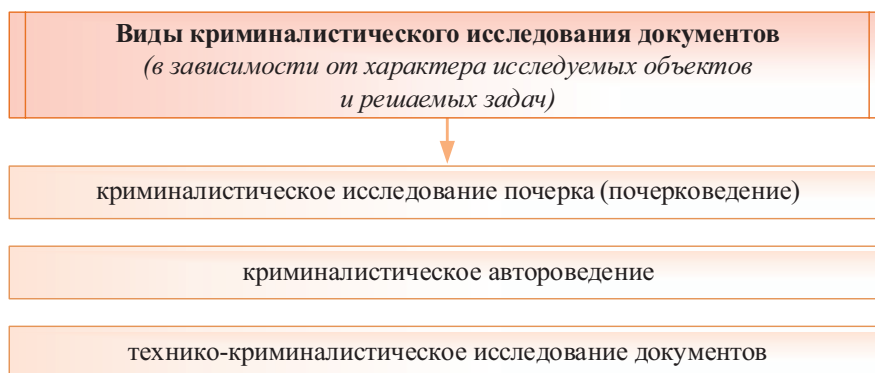 Виды криминалистического исследования документов
(в зависимости от характера исследуемых объектов
и решаемых задач)
криминалистическое исследование почерка (почерковедение)
криминалистическое автороведение
технико-криминалистическое исследование документов